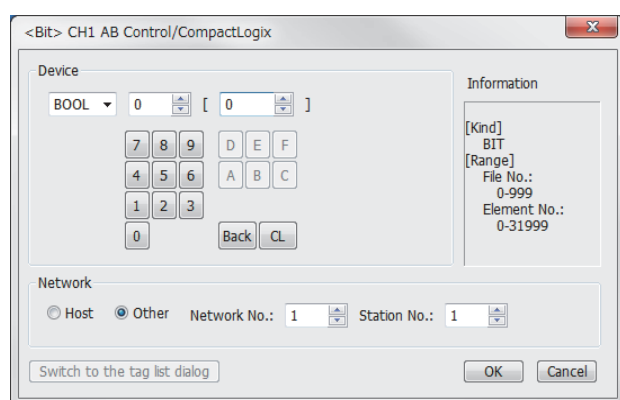 <Bit> CH1 AB Control/CompactLogix
x
Device
BOOL 0 [ 0 ]
7 8 9 D E F
4 5 6 A B C
1 2 3
0 Back CL
Information
[Kind]
BIT
[Range]
File No.:
0-999
Element No.:
0-31999
Network
Host Other Network No.: 1 Station No.: 1
Switch to the tag list dialog OK Cancel